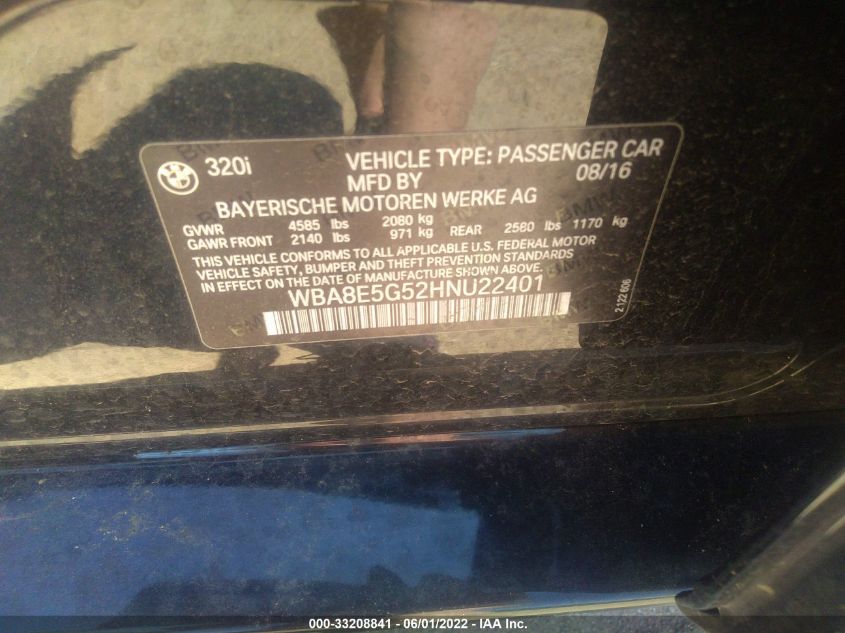 320i VEHICLE TYPE: PASSENGER CAR
MFD BY 08/16
BAYERISCHE MOTOREN WERKE AG
GVWR 4585 lbs 2080 kg
GAWR FRONT 2140 lbs 971 kg REAR 2580 lbs 1170 kg
THIS VEHICLE CONFORMS TO ALL APPLICABLE U.S. FEDERAL MOTOR
VEHICLE SAFETY, BUMPER AND THEFT PREVENTION STANDARDS
IN EFFECT ON THE DATE OF MANUFACTURE SHOWN ABOVE.
WBA8E5G52HNU22401
2 122 606
000-33208841 - 06/01/2022 - IAA Inc.